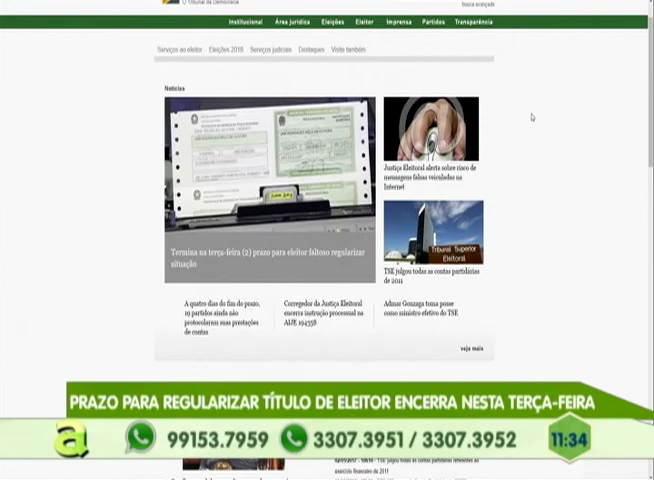 O Tribunal da Democracia
busca avançada
Institucional Área jurídica Eleições Eleitor Imprensa Partidos Transparência
Serviços ao eleitor Eleições 2016 Serviços judiciais Destaques Visite também
Notícias
Termina na terça-feira (2) prazo para eleitor faltoso regularizar
situação
Justiça Eleitoral alerta sobre risco de
mensagens falsas veiculadas na
Internet
Tribunal Superior
Eleitoral
TSE julgou todas as contas partidárias
de 2011
A quatro dias do fim do prazo,
19 partidos ainda não
protocolaram suas prestações
de contas
Corregedor da Justiça Eleitoral
encerra instrução processual na
AIJE 194358
Admar Gonzaga toma posse
como ministro efetivo do TSE
veja mais
PRAZO PARA REGULARIZAR TÍTULO DE ELEITOR ENCERRA NESTA TERÇA-FEIRA
a 99153.7959 3307.3951 / 3307.3952 11:34
exercício financeiro de 2011